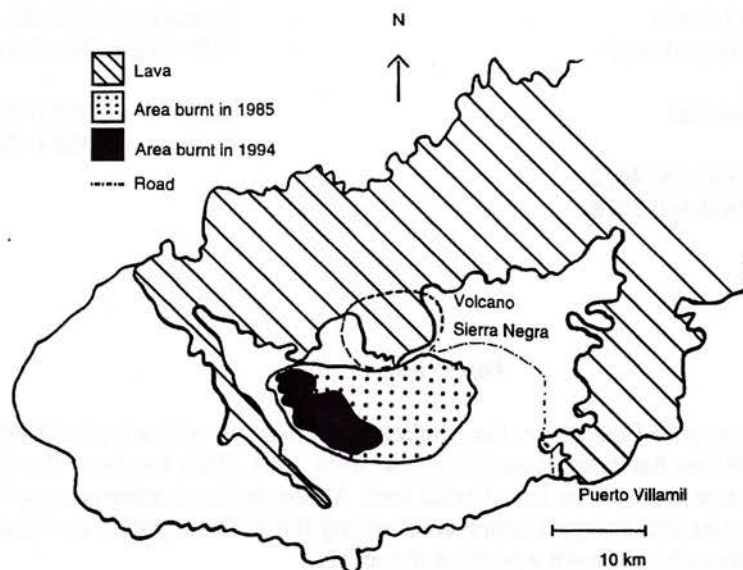 N
Lava
Area burnt in 1985
Area burnt in 1994
Road
Volcano
Sierra Negra
Puerto Villamil
10 km